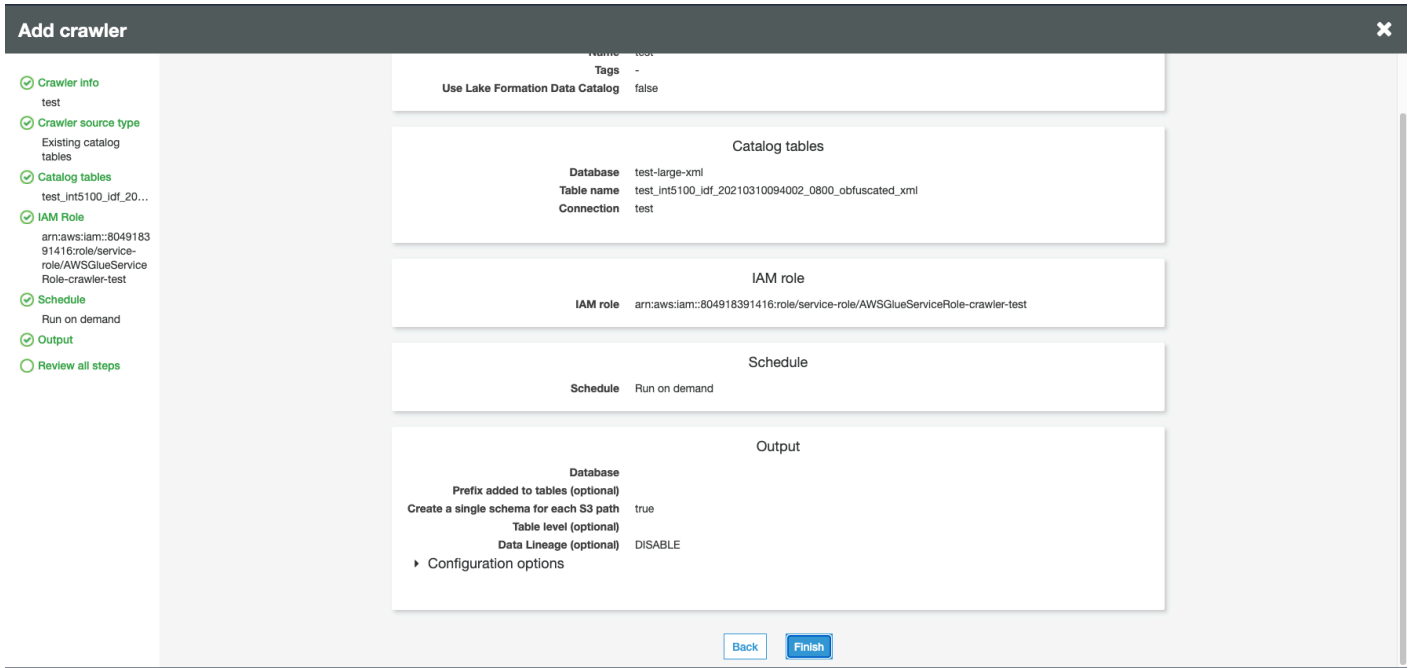 Add crawler
Crawler info
test
Crawler source type
Existing catalog
tables
Catalog tables
test_int5100_idf_20...
IAM Role
arn:aws:iam::8049183
91416:role/service-
role/AWSGlueService
Role-crawler-test
Schedule
Run on demand
Output
Review all steps
Name test
Tags -
Use Lake Formation Data Catalog false
Catalog tables
Database test-large-xml
Table name test_int5100_idf_20210310094002_0800_obfuscated_xml
Connection test
IAM role
IAM role arn:aws:iam::804918391416:role/service-role/AWSGlueServiceRole-crawler-test
Schedule
Schedule Run on demand
Output
Database
Prefix added to tables (optional)
Create a single schema for each S3 path true
Table level (optional)
Data Lineage (optional) DISABLE
Configuration options
Back Finish